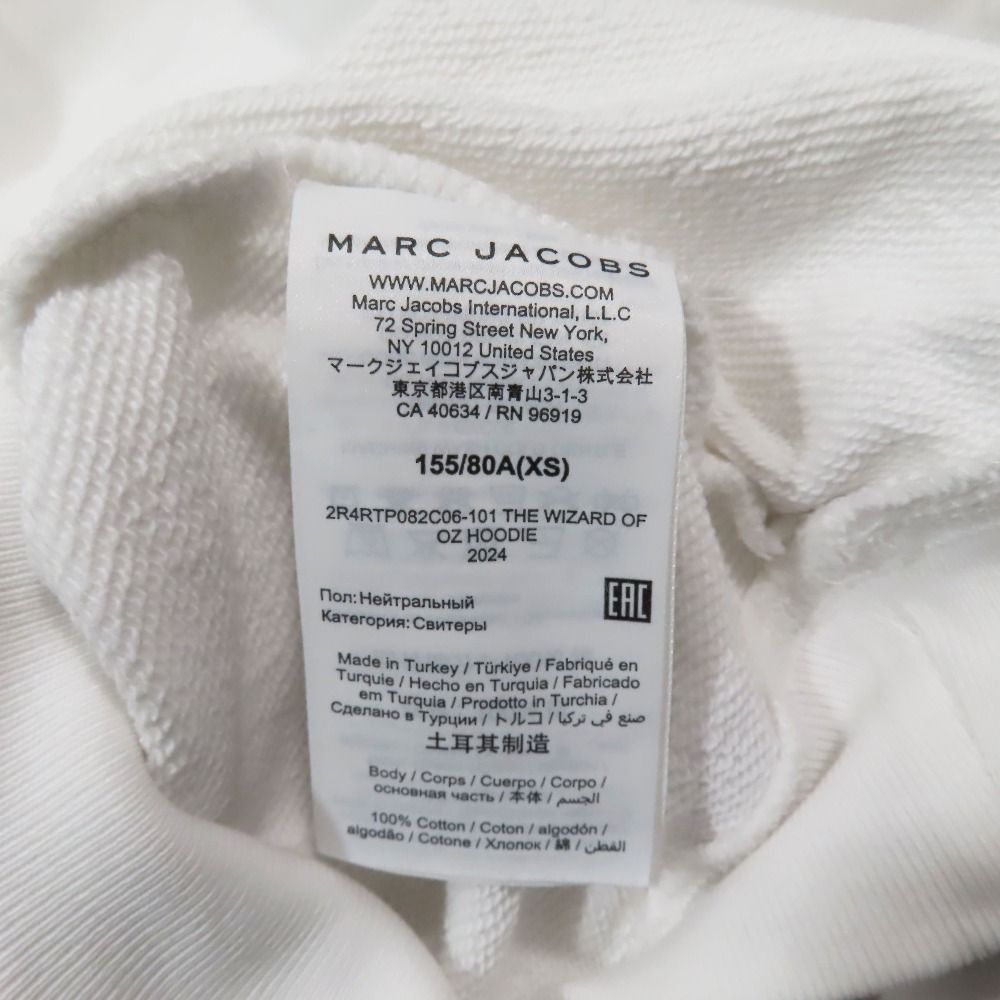 MARC JACOBS
WWW.MARCJACOBS.COM
Marc Jacobs International, L.L.C
72 Spring Street New York,
NY 10012 United States
マークジェイコブスジャパン株式会社
東京都港区南青山3-1-3
CA 40634 / RN 96919
155/80A(XS)
2R4RTP082C06-101 THE WIZARD OF
OZ HOODIE
2024
Пол: Нейтральный
EAC
Категория: Свитеры
Made in Turkey / Türkiye / Fabriqué en
Turquie / Hecho en Turquia / Fabricado
em Turquia / Prodotto in Turchia /
Сделано в Турции / トルコ / صنع في تركيا
土耳其制造
Body / Corps / Cuerpo / Corpo /
основная часть / 本体 / الجسم
100% Cotton / Coton / algodón /
algodão / Cotone / Хлопок / 綿 / القطن